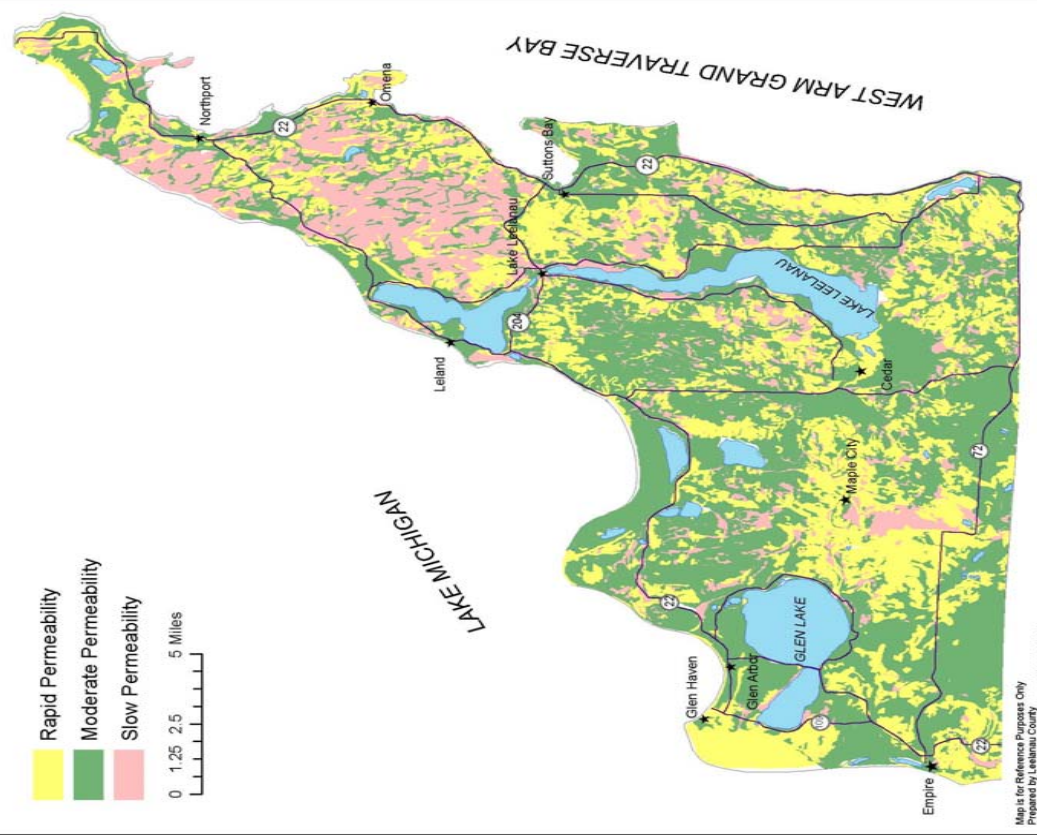 Rapid Permeability
Moderate Permeability
Slow Permeability
0 1.25 2.5 5 Miles
LAKE MICHIGAN
WEST ARM GRAND TRAVERSE BAY
Northport
22
Omena
Suttons Bay
22
Lake Leelanau
204
Leland
LAKE LEELANAU
Cedar
Maple City
72
22
Glen Haven
Glen Arbor
GLEN LAKE
Empire
22
Map is for Reference Purposes Only
Prepared by Leelanau County